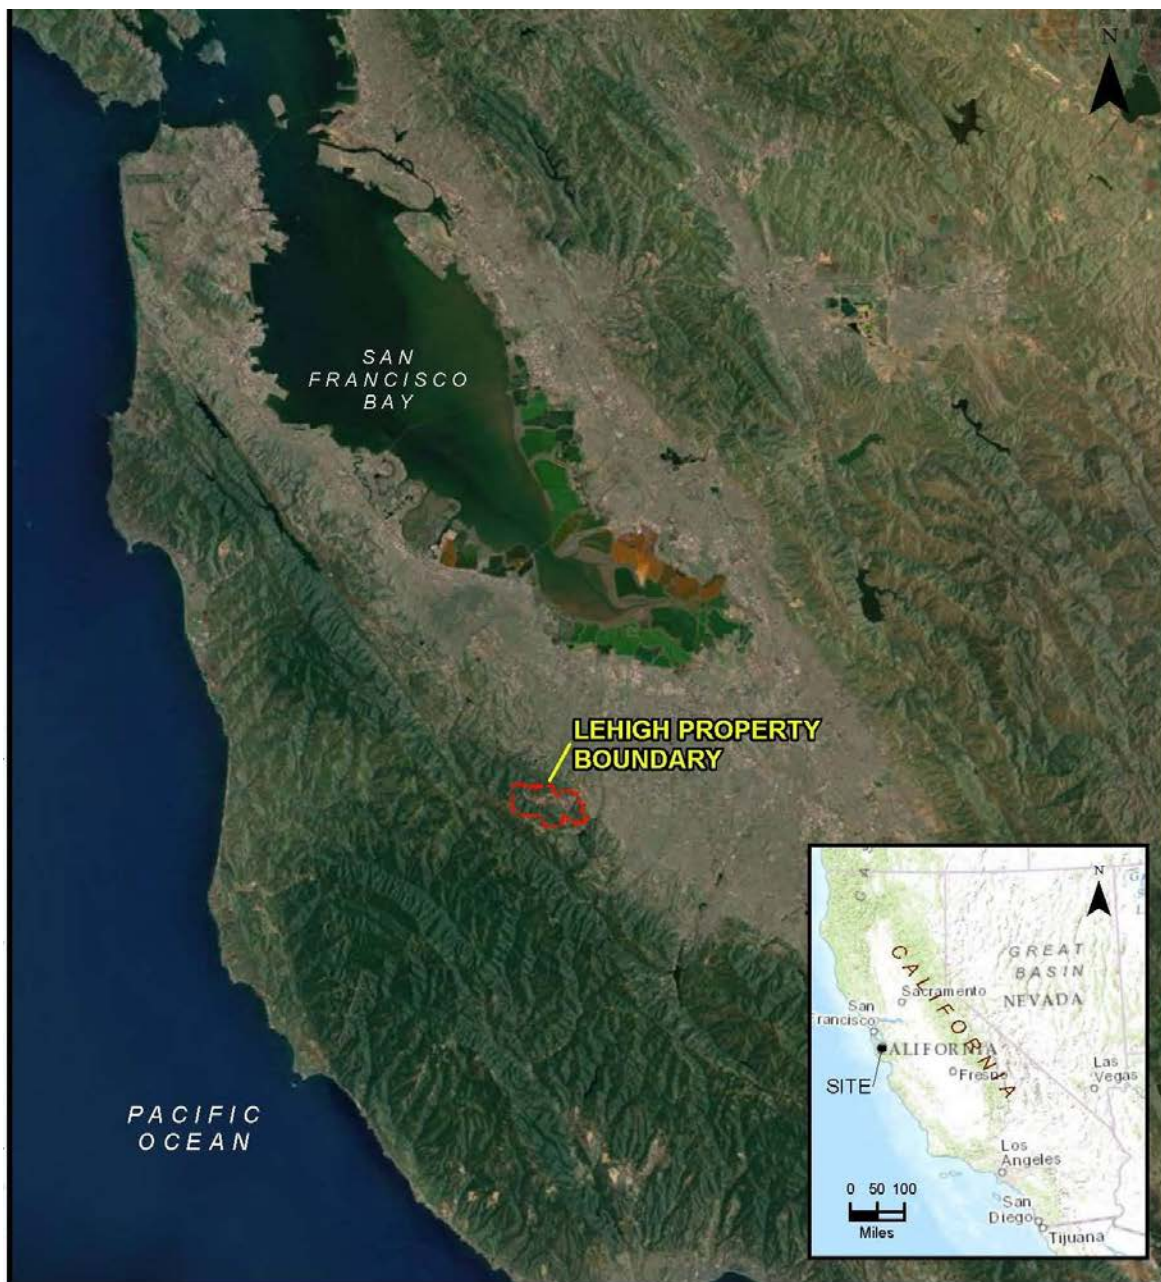 N
SAN
FRANCISCO
BAY
LEHIGH PROPERTY
BOUNDARY
PACIFIC
OCEAN
N
CALIFORNIA
GREAT
BASIN
NEVADA
Sacramento
San
Francisco
ALIFORNIA
Fresno
Las
Vegas
SITE
Los
Angeles
San
Diego
Tijuana
0 50 100
Miles